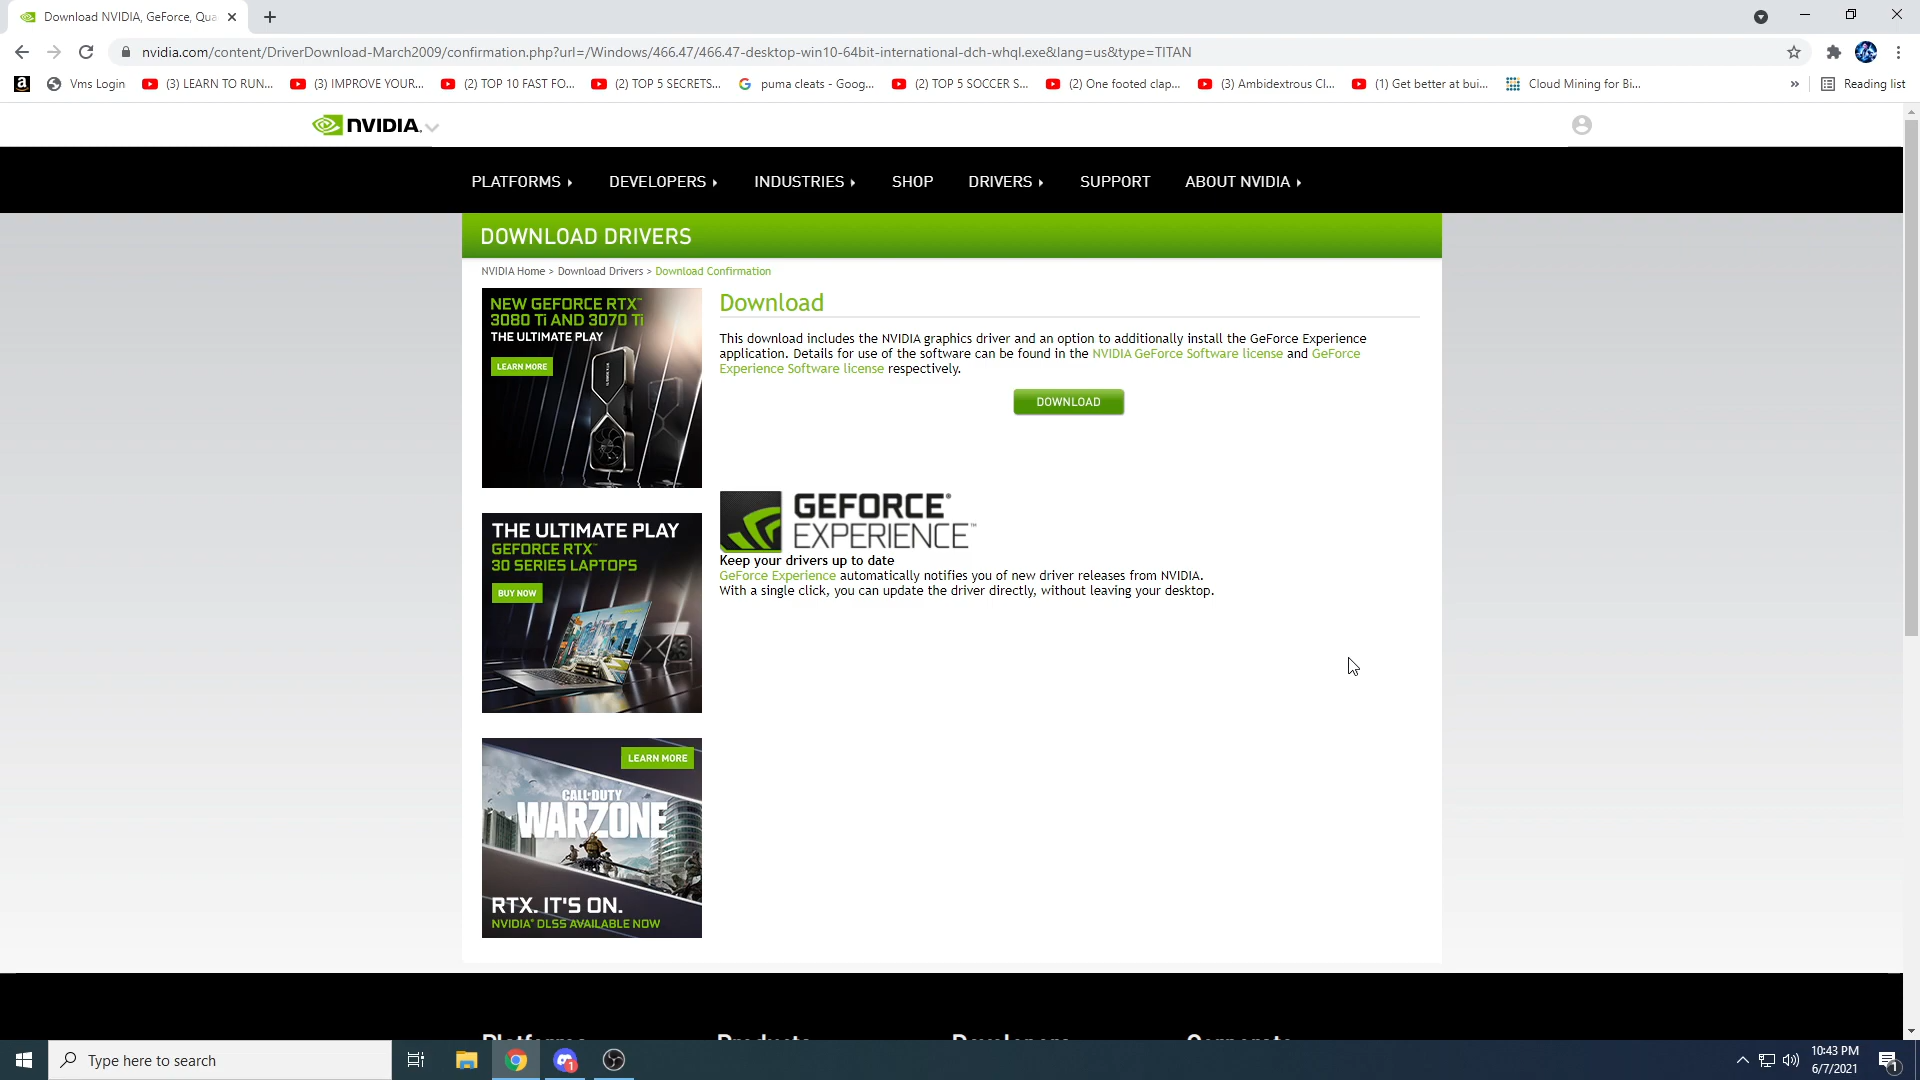 Download NVIDIA, GeForce, Qua
nvidia.com/content/DriverDownload-March2009/confirmation.php?url=/Windows/466.47/466.47-desktop-win10-64bit-international-dch-whql.exe&lang=us&type=TITAN
a Vms Login (3) LEARN TO RUN... (3) IMPROVE YOUR... (2) TOP 10 FAST FO... (2) TOP 5 SECRETS... puma cleats - Goog... (2) TOP 5 SOCCER S... (2) One footed clap... (3) Ambidextrous Cl... (1) Get better at bui... Cloud Mining for Bi... » Reading list
NVIDIA.
PLATFORMS DEVELOPERS INDUSTRIES SHOP DRIVERS SUPPORT ABOUT NVIDIA
DOWNLOAD DRIVERS
NVIDIA Home > Download Drivers > Download Confirmation
NEW GEFORCE RTX™
3080 Ti AND 3070 Ti
THE ULTIMATE PLAY
LEARN MORE
Download
This download includes the NVIDIA graphics driver and an option to additionally install the GeForce Experience
application. Details for use of the software can be found in the NVIDIA GeForce Software license and GeForce
Experience Software license respectively.
DOWNLOAD
GEFORCE®
EXPERIENCE™
Keep your drivers up to date
GeForce Experience automatically notifies you of new driver releases from NVIDIA.
With a single click, you can update the driver directly, without leaving your desktop.
THE ULTIMATE PLAY
GEFORCE RTX™
30 SERIES LAPTOPS
BUY NOW
LEARN MORE
CALL·DUTY
WARZONE
RTX. IT'S ON.
NVIDIA® DLSS AVAILABLE NOW
Platforms Products Developers Corporate
Type here to search
1
10:43 PM
6/7/2021
1